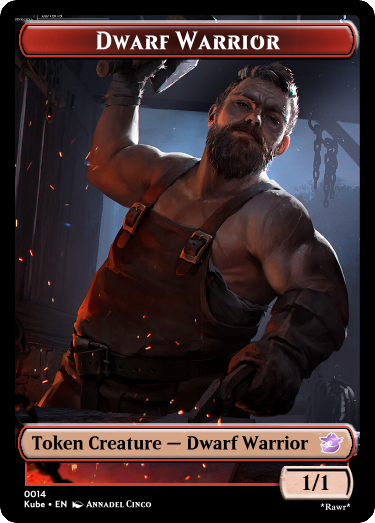 Dwarf Warrior
Token Creature — Dwarf Warrior
1/1
0014
Kube • EN Annadel Cinco
*Rawr*